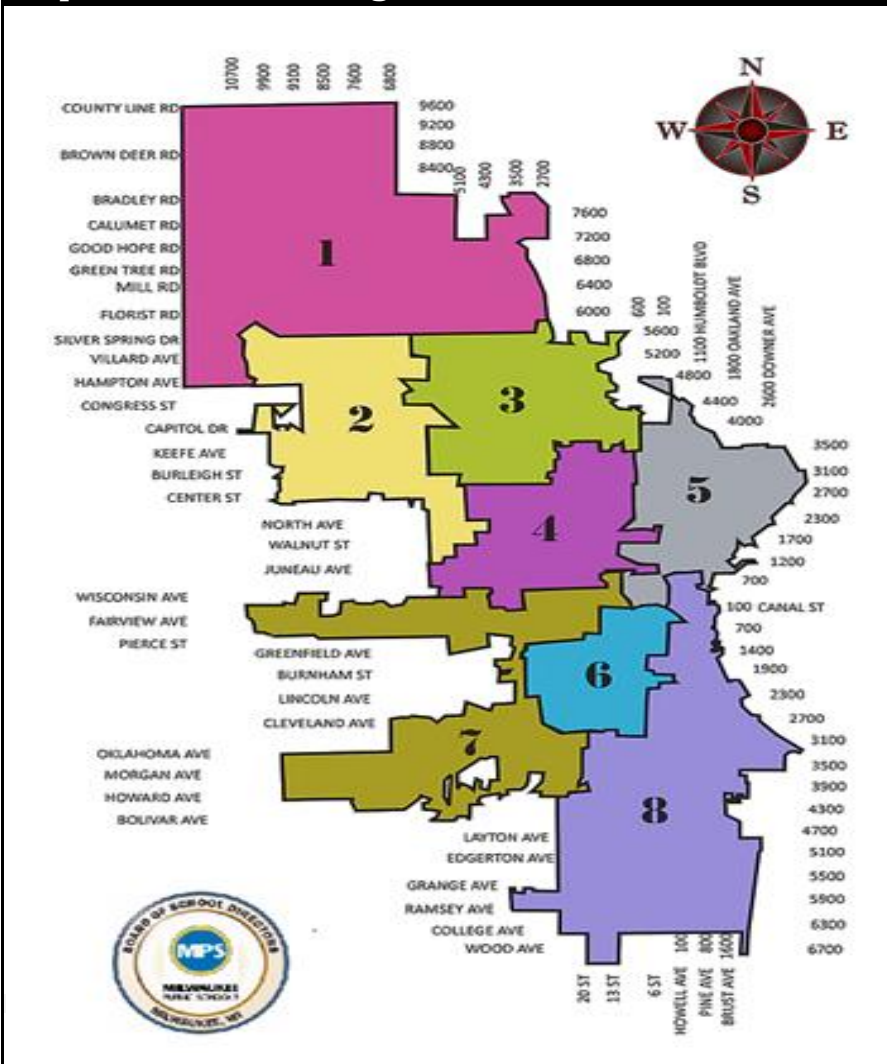 N
W E
S
10700
9900
9100
8500
7600
6800
COUNTY LINE RD
BROWN DEER RD
BRADLEY RD
CALUMET RD
GOOD HOPE RD
GREEN TREE RD
MILL RD
FLORIST RD
SILVER SPRING DR
VILLARD AVE
HAMPTON AVE
CONGRESS ST
CAPITOL DR
KEEFE AVE
BURLEIGH ST
CENTER ST
NORTH AVE
WALNUT ST
JUNEAU AVE
WISCONSIN AVE
FAIRVIEW AVE
PIERCE ST
GREENFIELD AVE
BURNHAM ST
LINCOLN AVE
CLEVELAND AVE
OKLAHOMA AVE
MORGAN AVE
HOWARD AVE
BOLIVAR AVE
LAYTON AVE
EDGERTON AVE
GRANGE AVE
RAMSEY AVE
COLLEGE AVE
WOOD AVE
9600
9200
8800
8400
5100
4300
3500
2700
7600
7200
6800
6400
6000
600
100
5600
5200
1100 HUMBOLDT BLVD
1800 OAKLAND AVE
2600 DOWNER AVE
4800
4400
4000
3500
3100
2700
2300
1700
1200
700
100 CANAL ST
700
1400
1900
2300
2700
3100
3500
3900
4300
4700
5100
5500
5900
6300
6700
1
2
3
4
5
6
7
8
20 ST
13 ST
6 ST
HOWELL AVE 100
PINE AVE 800
BRUST AVE 1600
BOARD OF SCHOOL DIRECTORS
MPS
MILWAUKEE
PUBLIC SCHOOLS
MILWAUKEE, WI